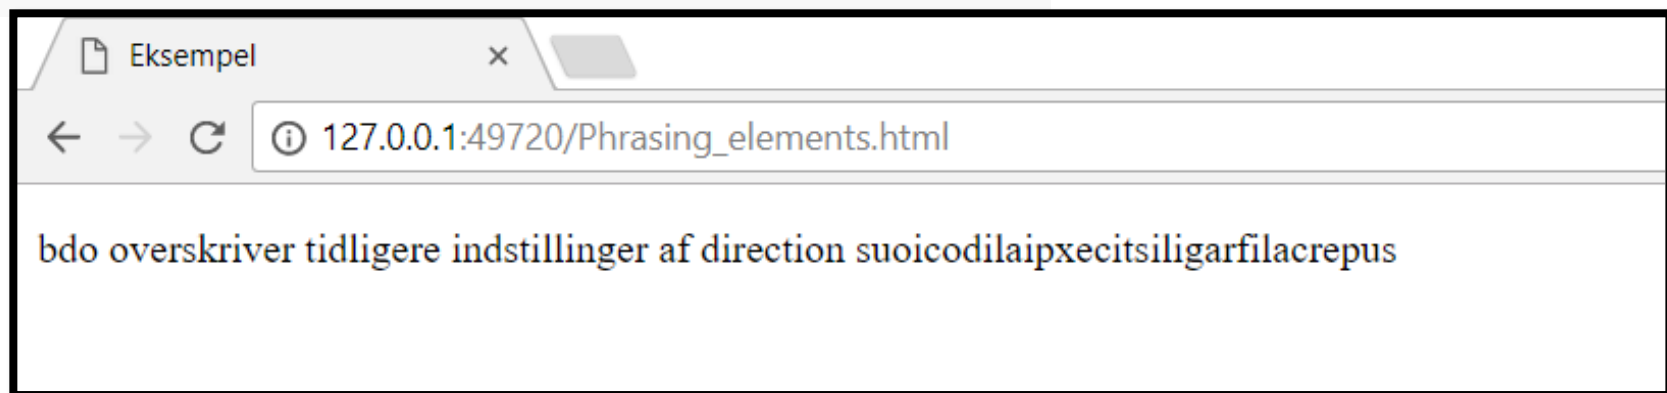 Eksempel
127.0.0.1:49720/Phrasing_elements.html
bdo overskriver tidligere indstillinger af direction suoicodilaipxecitsiligarfilacrepus